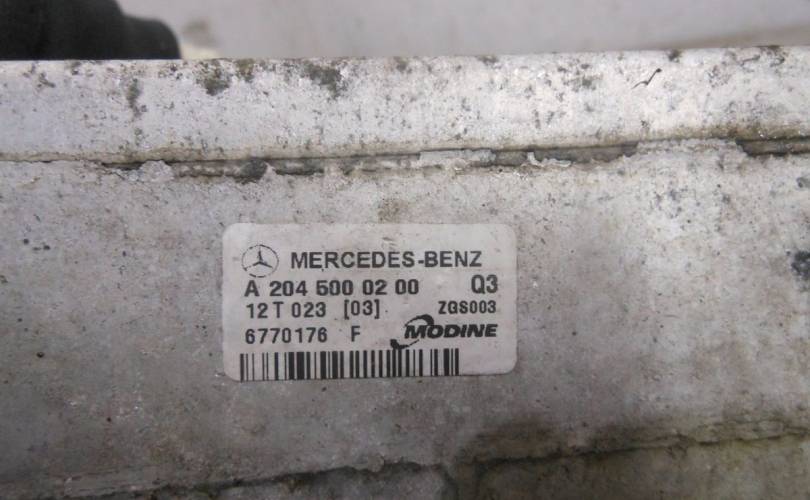 MERCEDES-BENZ
A 204 500 02 00 Q3
12 T 023 [03] ZGS003
6770176 F MODINE